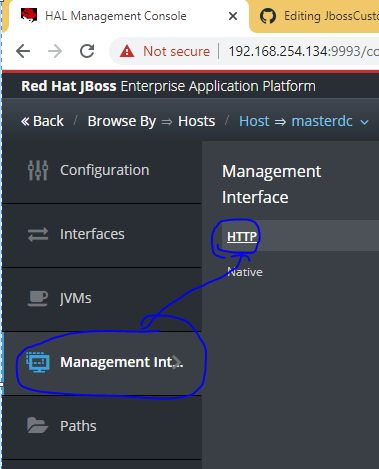 HAL Management Console
Editing JbossCusto
Not secure | 192.168.254.134:9993/co
Red Hat JBoss Enterprise Application Platform
« Back / Browse By ⇒ Hosts / Host ⇒ masterdc
Configuration
Interfaces
JVMs
Management Int...
Paths
Management
Interface
HTTP
Native